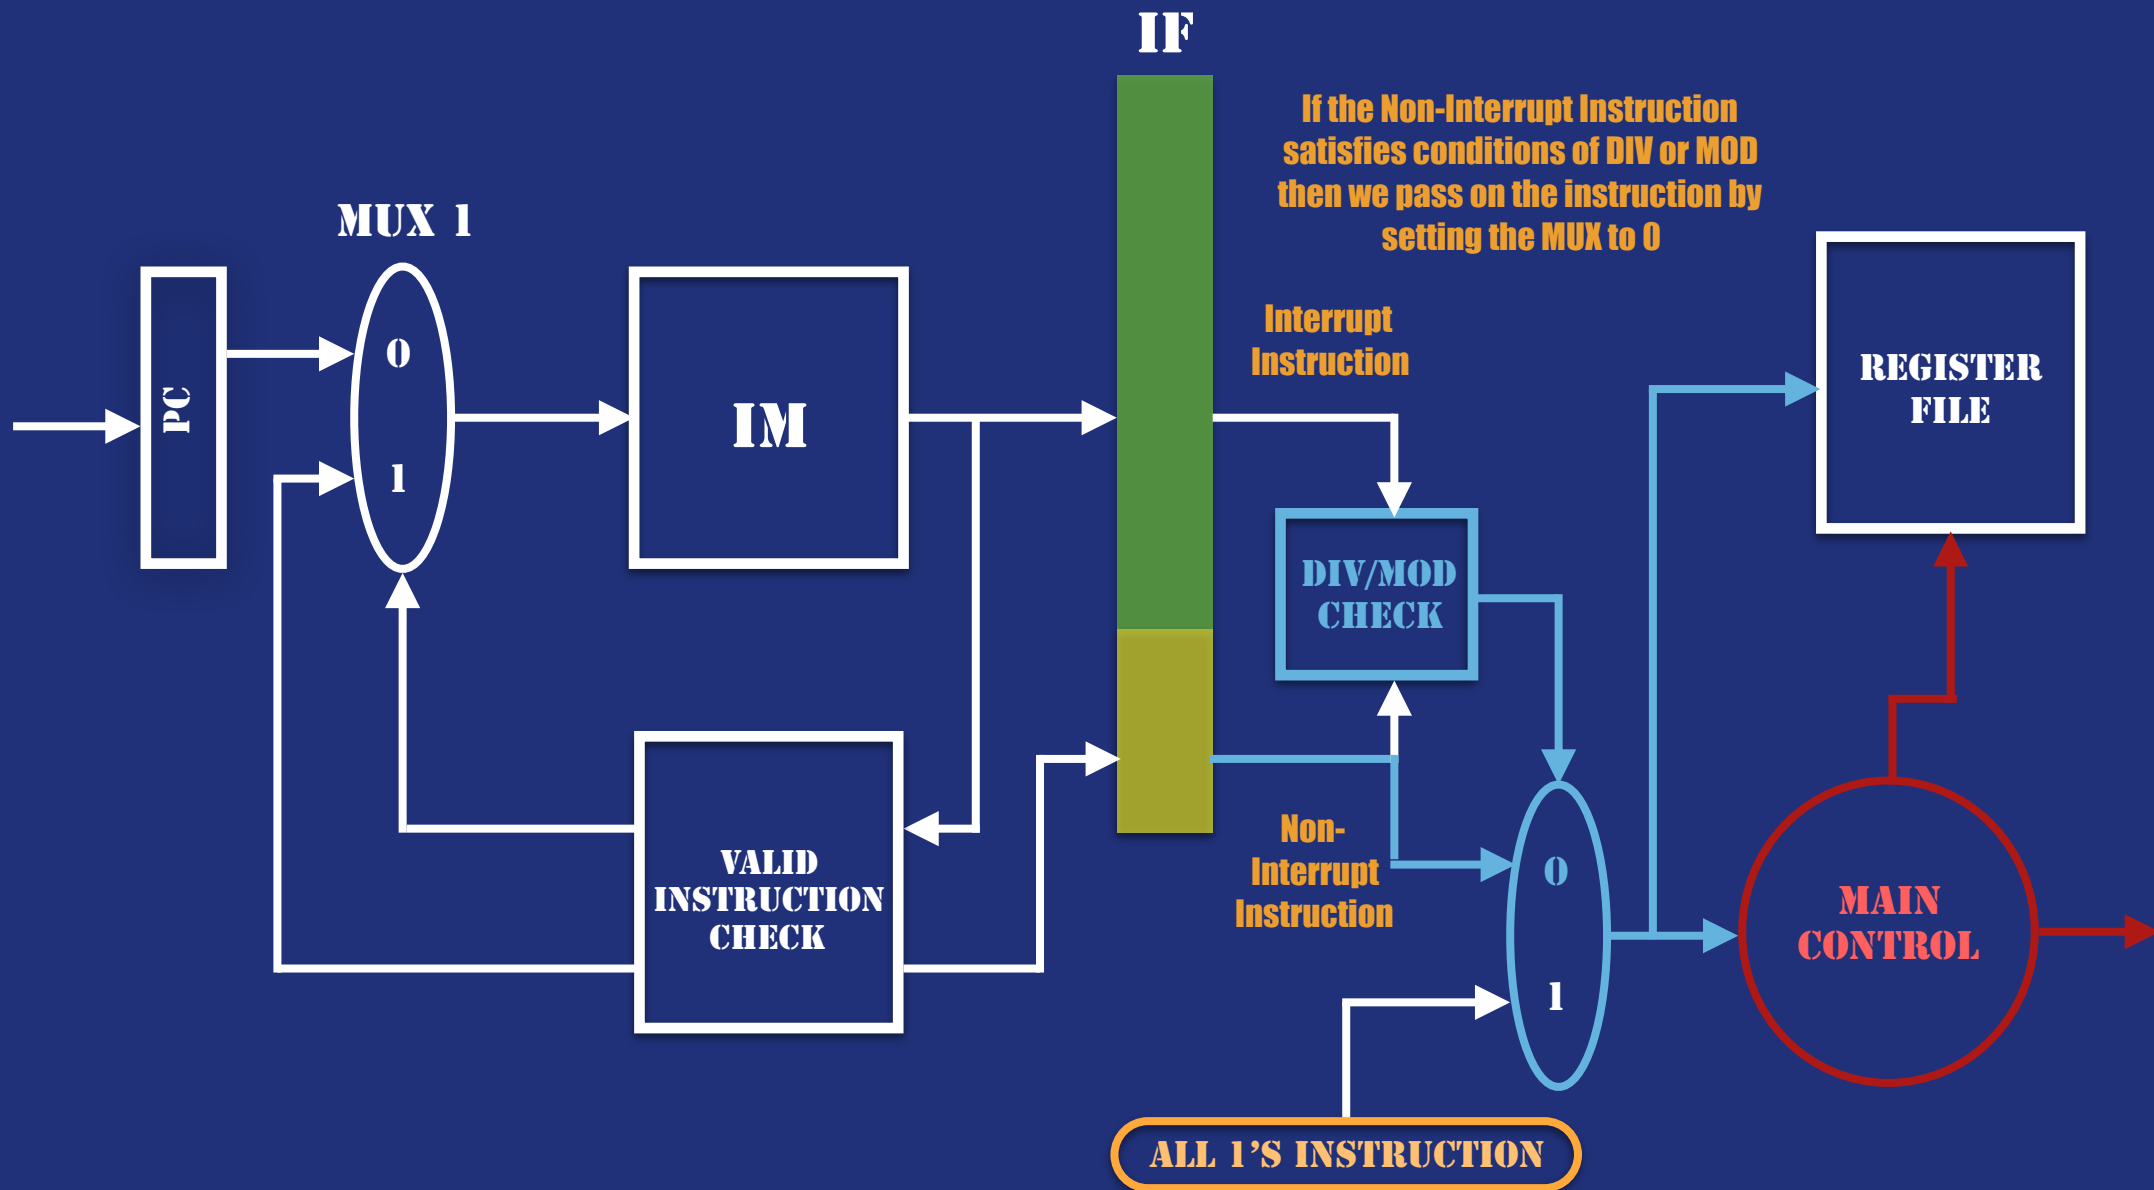 IF
If the Non-Interrupt Instruction
satisfies conditions of DIV or MOD
then we pass on the instruction by
setting the MUX to 0
MUX 1
PC
0
1
IM
Interrupt
Instruction
REGISTER
FILE
DIV/MOD
CHECK
VALID
INSTRUCTION
CHECK
Non-
Interrupt
Instruction
0
1
MAIN
CONTROL
ALL 1’S INSTRUCTION